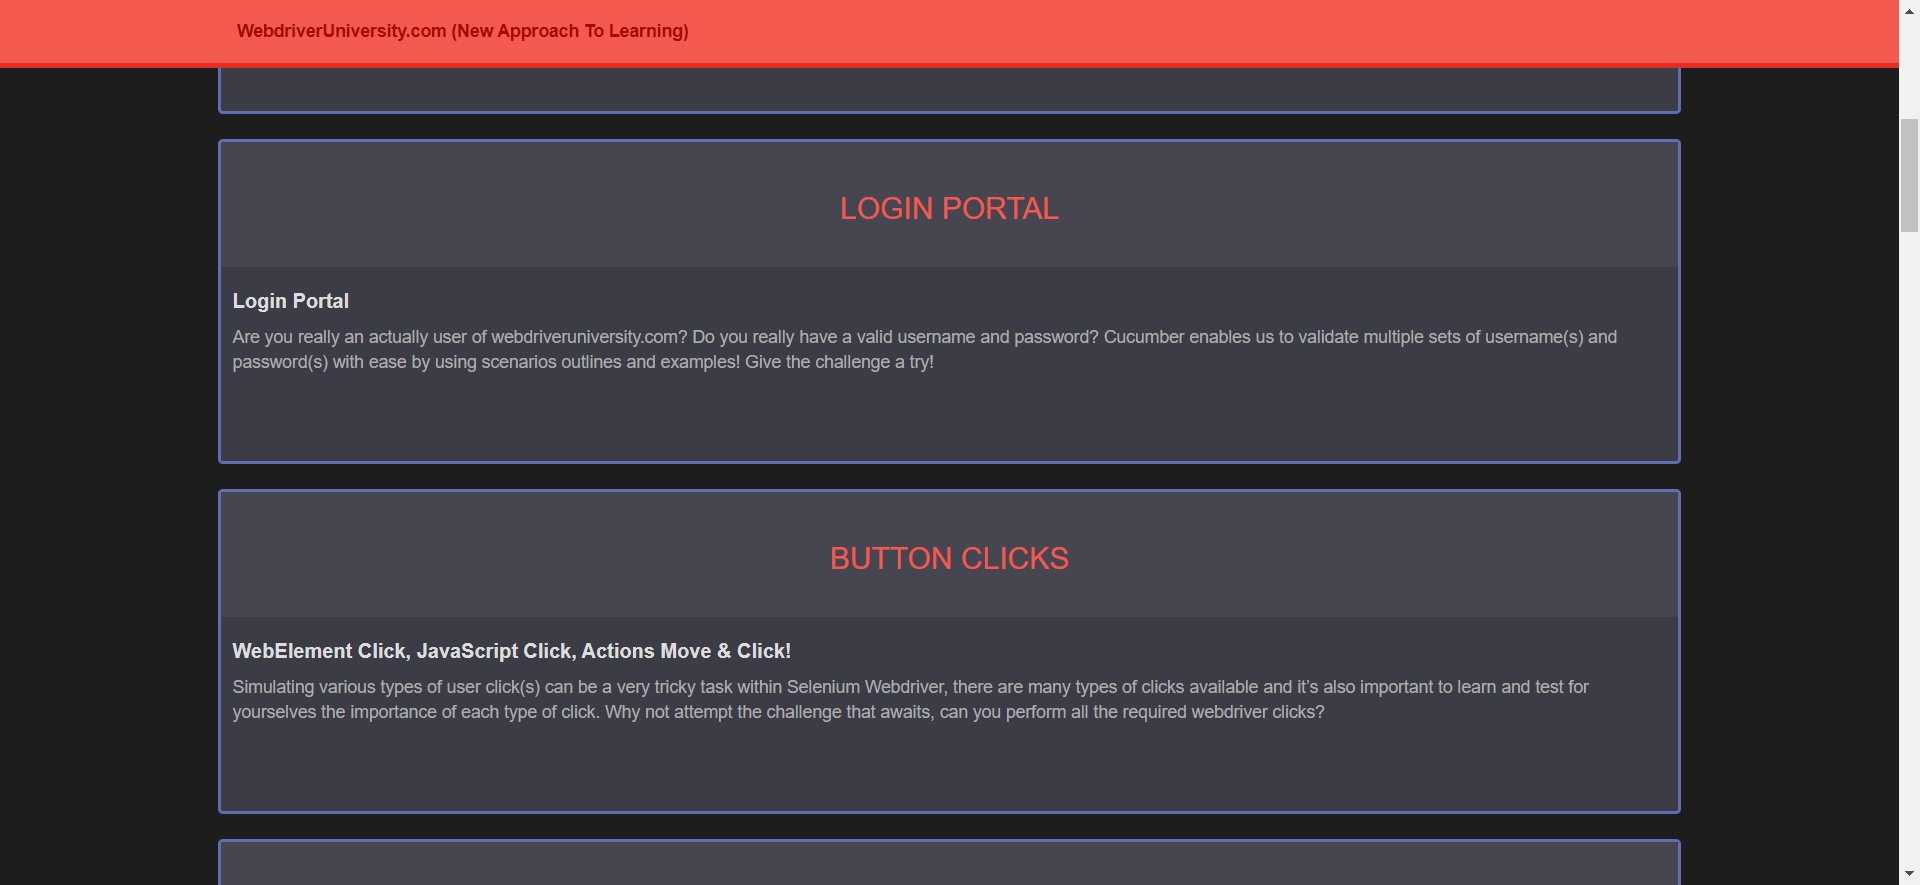 WebdriverUniversity.com (New Approach To Learning)
LOGIN PORTAL
Login Portal
Are you really an actually user of webdriveruniversity.com? Do you really have a valid username and password? Cucumber enables us to validate multiple sets of username(s) and
password(s) with ease by using scenarios outlines and examples! Give the challenge a try!
BUTTON CLICKS
WebElement Click, JavaScript Click, Actions Move & Click!
Simulating various types of user click(s) can be a very tricky task within Selenium Webdriver, there are many types of clicks available and it’s also important to learn and test for
yourselves the importance of each type of click. Why not attempt the challenge that awaits, can you perform all the required webdriver clicks?